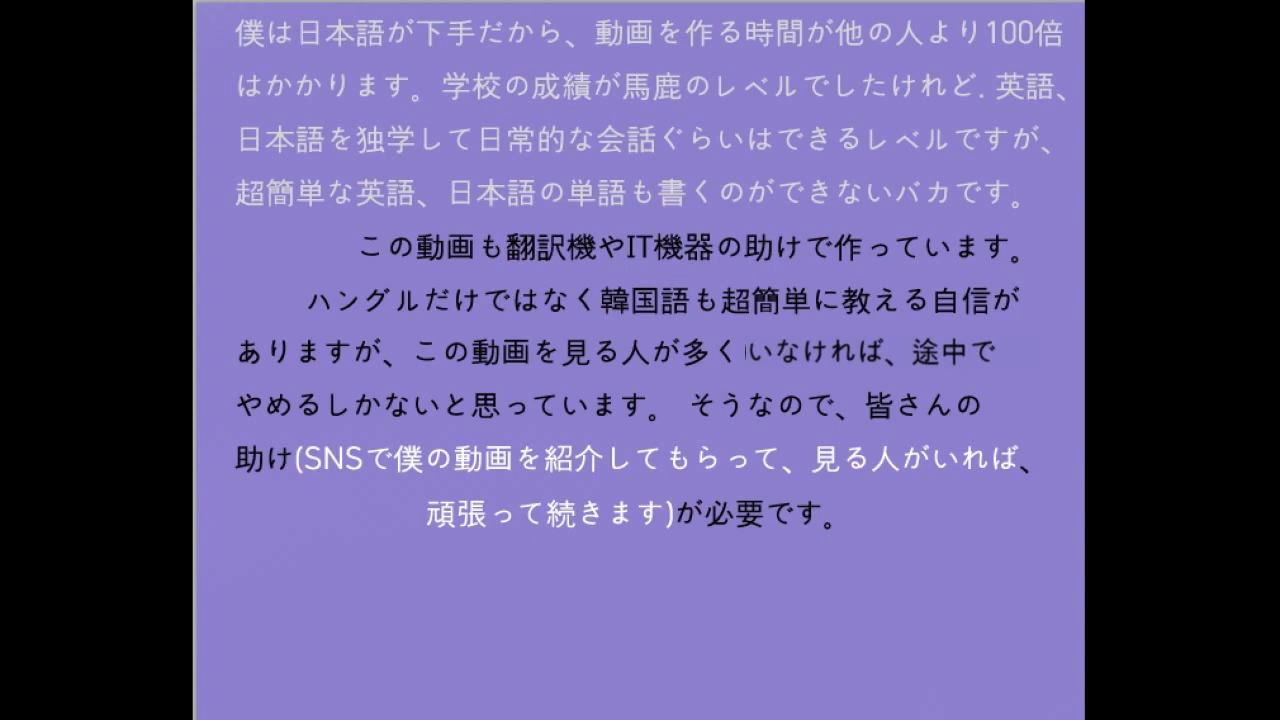 僕は日本語が下手だから、動画を作る時間が他の人より100倍
はかかります。学校の成績が馬鹿のレベルでしたけれど. 英語、
日本語を独学して日常的な会話ぐらいはできるレベルですが、
超簡単な英語、日本語の単語も書くのができないバカです。
この動画も翻訳機やIT機器の助けで作っています。
ハングルだけではなく韓国語も超簡単に教える自信が
ありますが、この動画を見る人が多くいなければ、途中で
やめるしかないと思っています。 そうなので、皆さんの
助け(SNSで僕の動画を紹介してもらって、見る人がいれば、
頑張って続きます)が必要です。